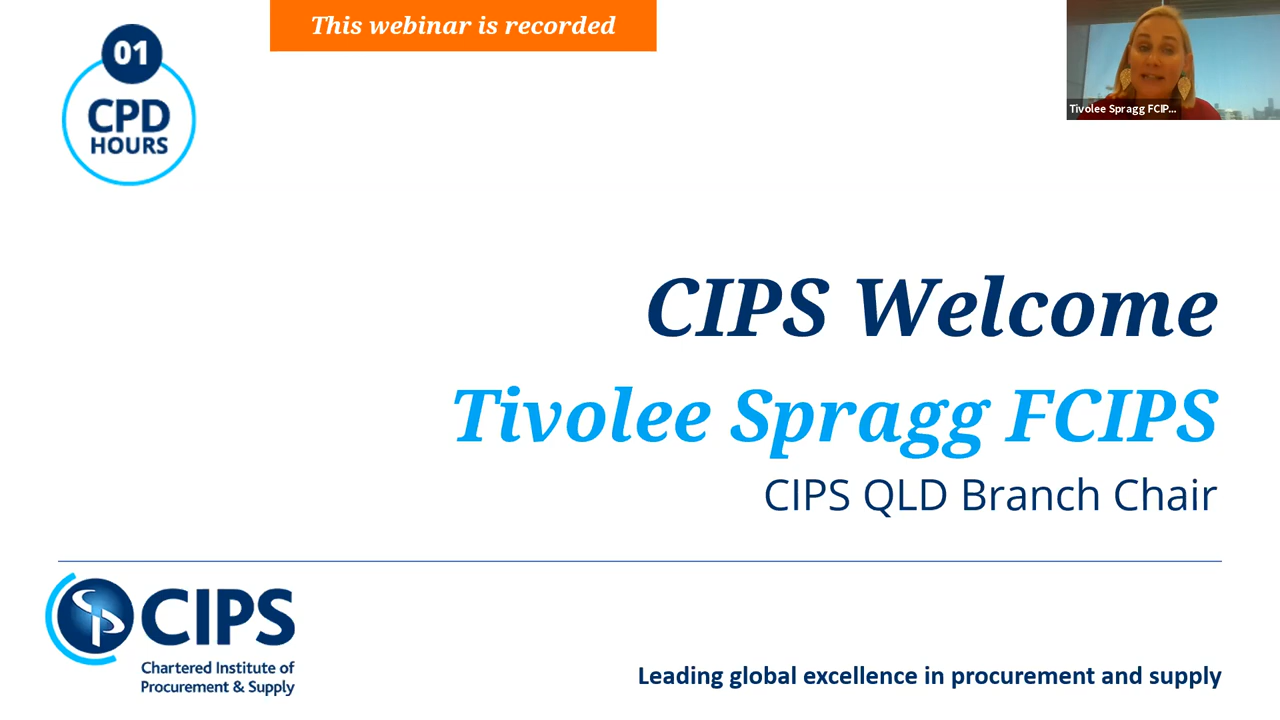 This webinar is recorded
01
CPD
HOURS
Tivolee Spragg FCIP...
CIPS Welcome
Tivolee Spragg FCIPS
CIPS QLD Branch Chair
CIPS
Chartered Institute of
Procurement & Supply
Leading global excellence in procurement and supply